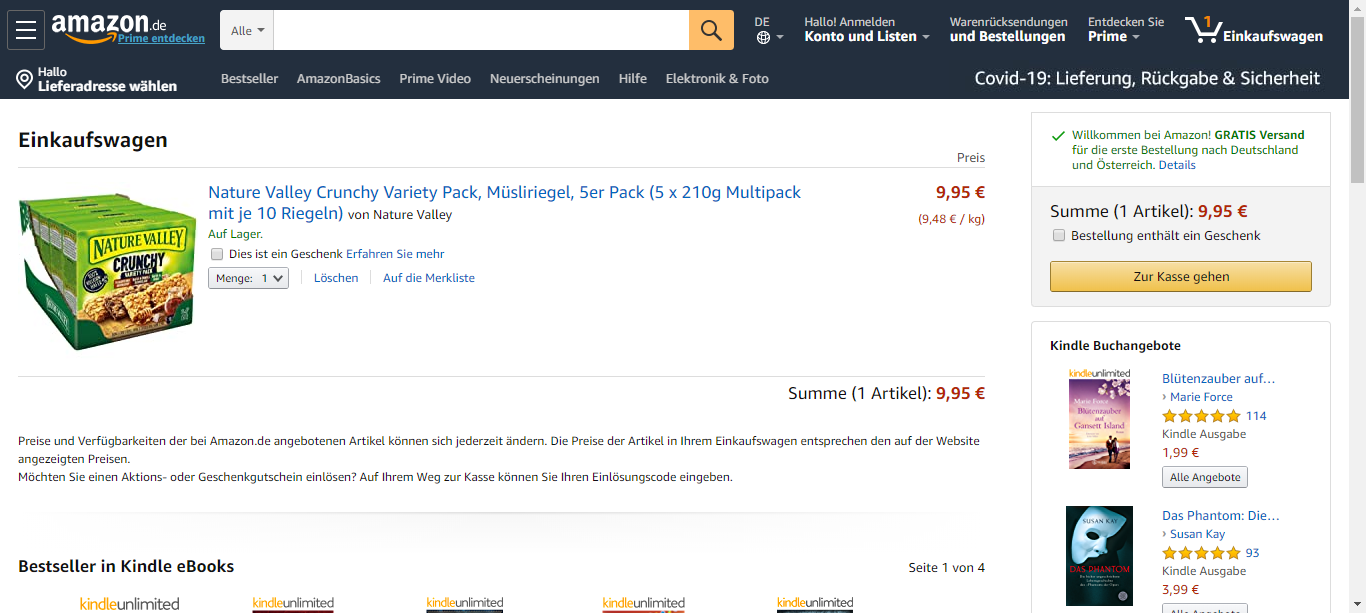 amazon.de
Prime entdecken
Alle
DE
Hallo! Anmelden
Konto und Listen
Warenrücksendungen
und Bestellungen
Entdecken Sie
Prime
1
Einkaufswagen
Hallo
Lieferadresse wählen
Bestseller
AmazonBasics
Prime Video
Neuerscheinungen
Hilfe
Elektronik & Foto
Covid-19: Lieferung, Rückgabe & Sicherheit
Einkaufswagen
Preis
NATURE VALLEY
CRUNCHY
VARIETY PACK
Nature Valley Crunchy Variety Pack, Müsliriegel, 5er Pack (5 x 210g Multipack
mit je 10 Riegeln) von Nature Valley
9,95 €
(9,48 € / kg)
Auf Lager.
Dies ist ein Geschenk Erfahren Sie mehr
Menge: 1
Löschen
Auf die Merkliste
Summe (1 Artikel): 9,95 €
Preise und Verfügbarkeiten der bei Amazon.de angebotenen Artikel können sich jederzeit ändern. Die Preise der Artikel in Ihrem Einkaufswagen entsprechen den auf der Website
angezeigten Preisen.
Möchten Sie einen Aktions- oder Geschenkgutschein einlösen? Auf Ihrem Weg zur Kasse können Sie Ihren Einlösungscode eingeben.
Bestseller in Kindle eBooks
Seite 1 von 4
kindleunlimited
kindleunlimited
kindleunlimited
kindleunlimited
kindleunlimited
Willkommen bei Amazon! GRATIS Versand
für die erste Bestellung nach Deutschland
und Österreich. Details
Summe (1 Artikel): 9,95 €
Bestellung enthält ein Geschenk
Zur Kasse gehen
Kindle Buchangebote
kindleunlimited
Marie Force
Blütenzauber
auf
Gansett Island
Blütenzauber auf…
› Marie Force
114
Kindle Ausgabe
1,99 €
Alle Angebote
SUSAN KAY
DAS PHANTOM
Das Phantom: Die…
› Susan Kay
93
Kindle Ausgabe
3,99 €
Alle Angebote